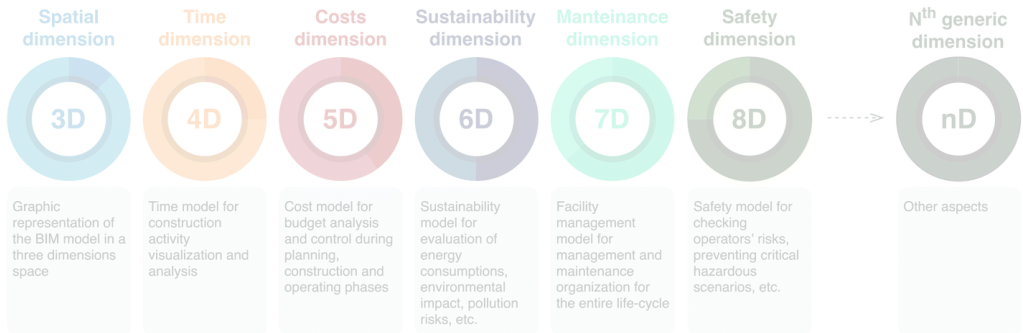 Spatial
dimension
Time
dimension
Costs
dimension
Sustainability
dimension
Manteinance
dimension
Safety
dimension
Nth generic
dimension
3D
4D
5D
6D
7D
8D
nD
Graphic
representation of
the BIM model in a
three dimensions
space
Time model for
construction
activity
visualization and
analysis
Cost model for
budget analysis
and control during
planning,
construction and
operating phases
Sustainability
model for
evaluation of
energy
consumptions,
environmental
impact, pollution
risks, etc.
Facility
management
model for
management and
maintenance
organization for
the entire life-cycle
Safety model for
checking
operators' risks,
preventing critical
hazardous
scenarios, etc.
Other aspects